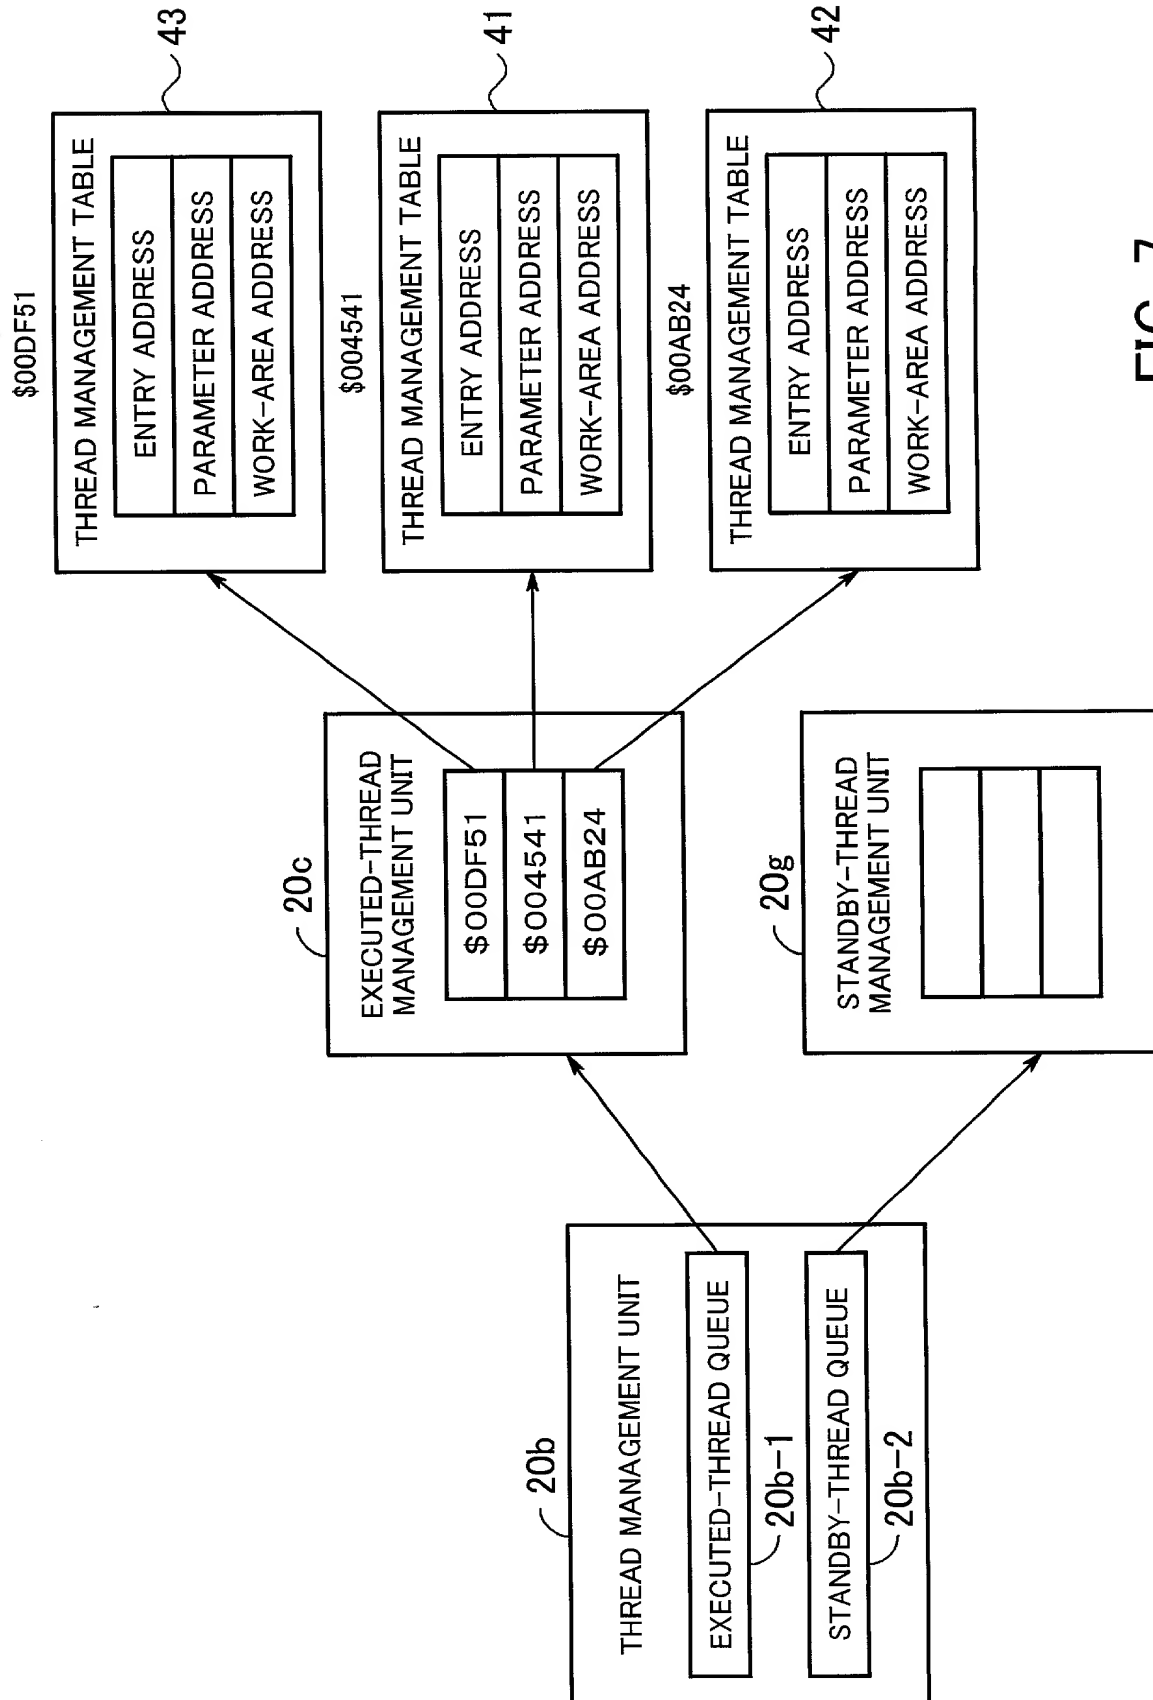 20b
THREAD MANAGEMENT UNIT
EXECUTED-THREAD QUEUE
20b-1
STANDBY-THREAD QUEUE
20b-2
20c
EXECUTED-THREAD
MANAGEMENT UNIT
$00DF51
$004541
$00AB24
20g
STANDBY-THREAD
MANAGEMENT UNIT
$00DF51
THREAD MANAGEMENT TABLE
ENTRY ADDRESS
PARAMETER ADDRESS
WORK-AREA ADDRESS
43
$004541
THREAD MANAGEMENT TABLE
ENTRY ADDRESS
PARAMETER ADDRESS
WORK-AREA ADDRESS
41
$00AB24
THREAD MANAGEMENT TABLE
ENTRY ADDRESS
PARAMETER ADDRESS
WORK-AREA ADDRESS
42
FIG. 7